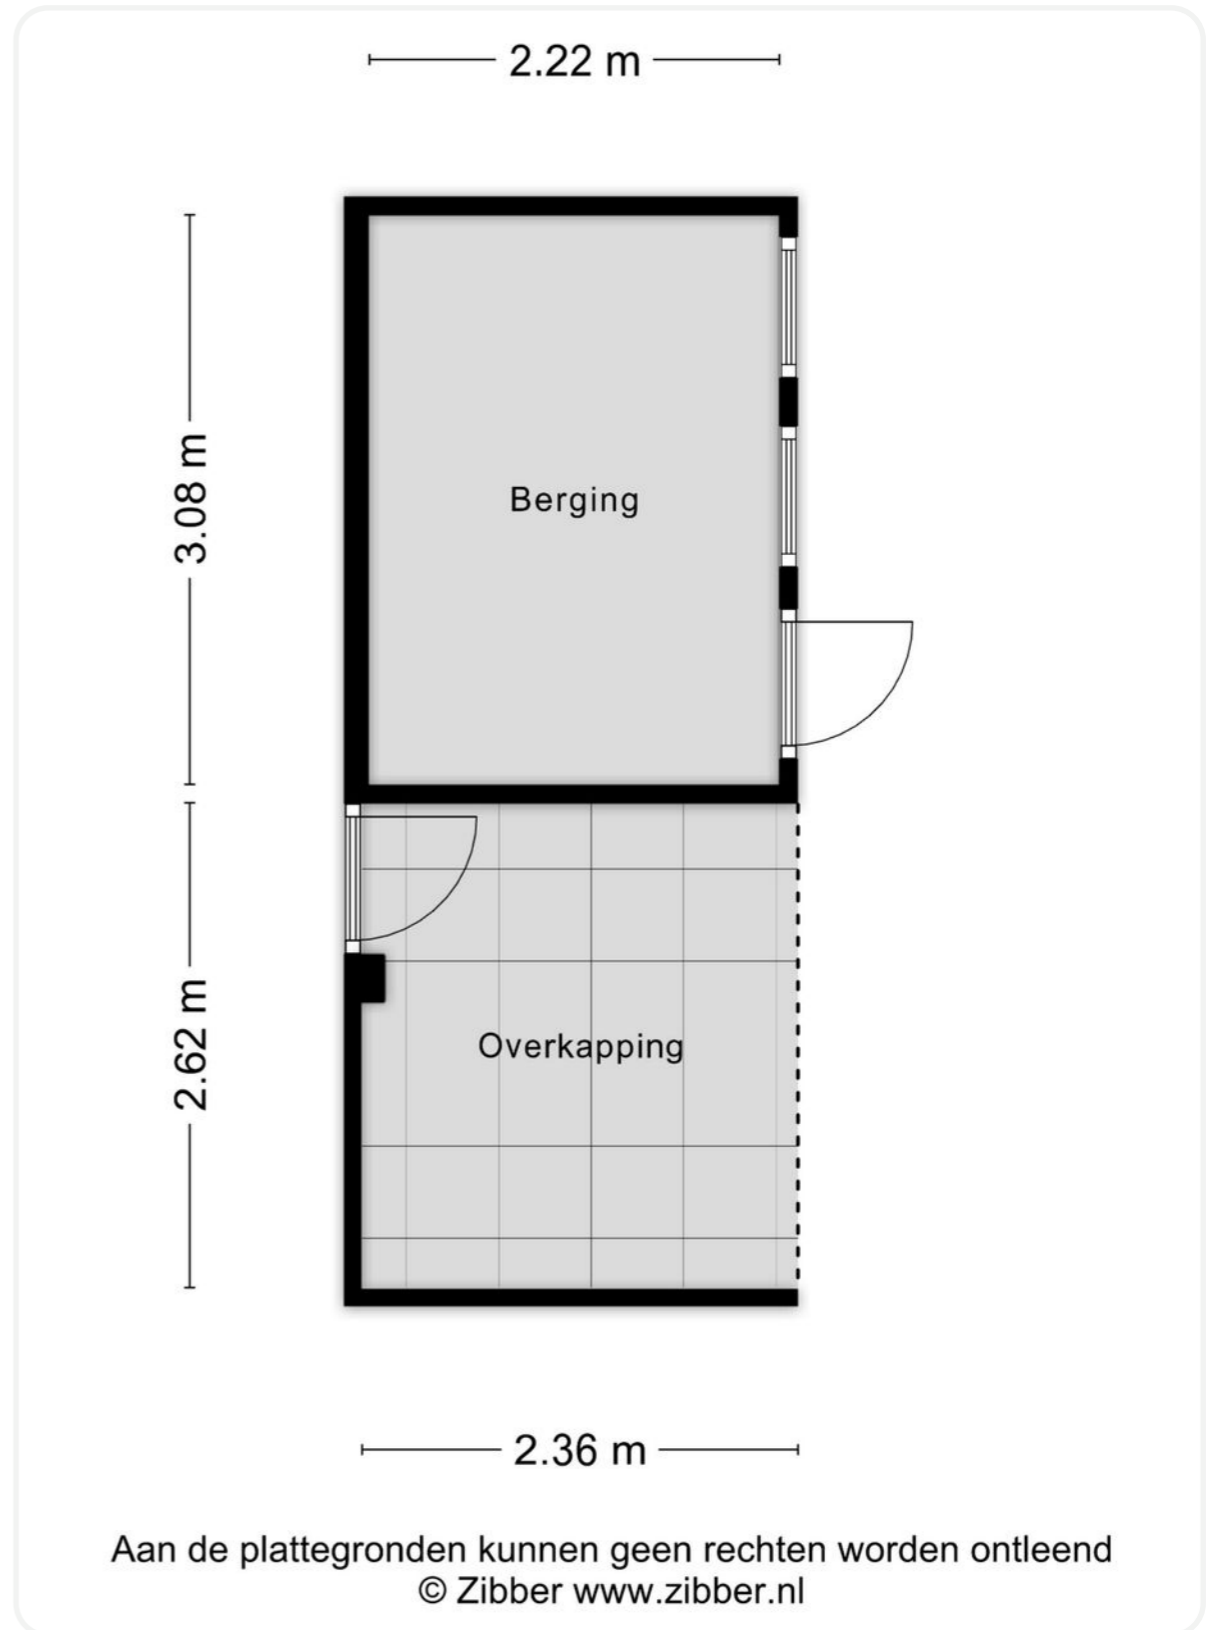 2.22 m
3.08 m
Berging
2.62 m
Overkapping
2.36 m
Aan de plattegronden kunnen geen rechten worden ontleend
© Zibber www.zibber.nl